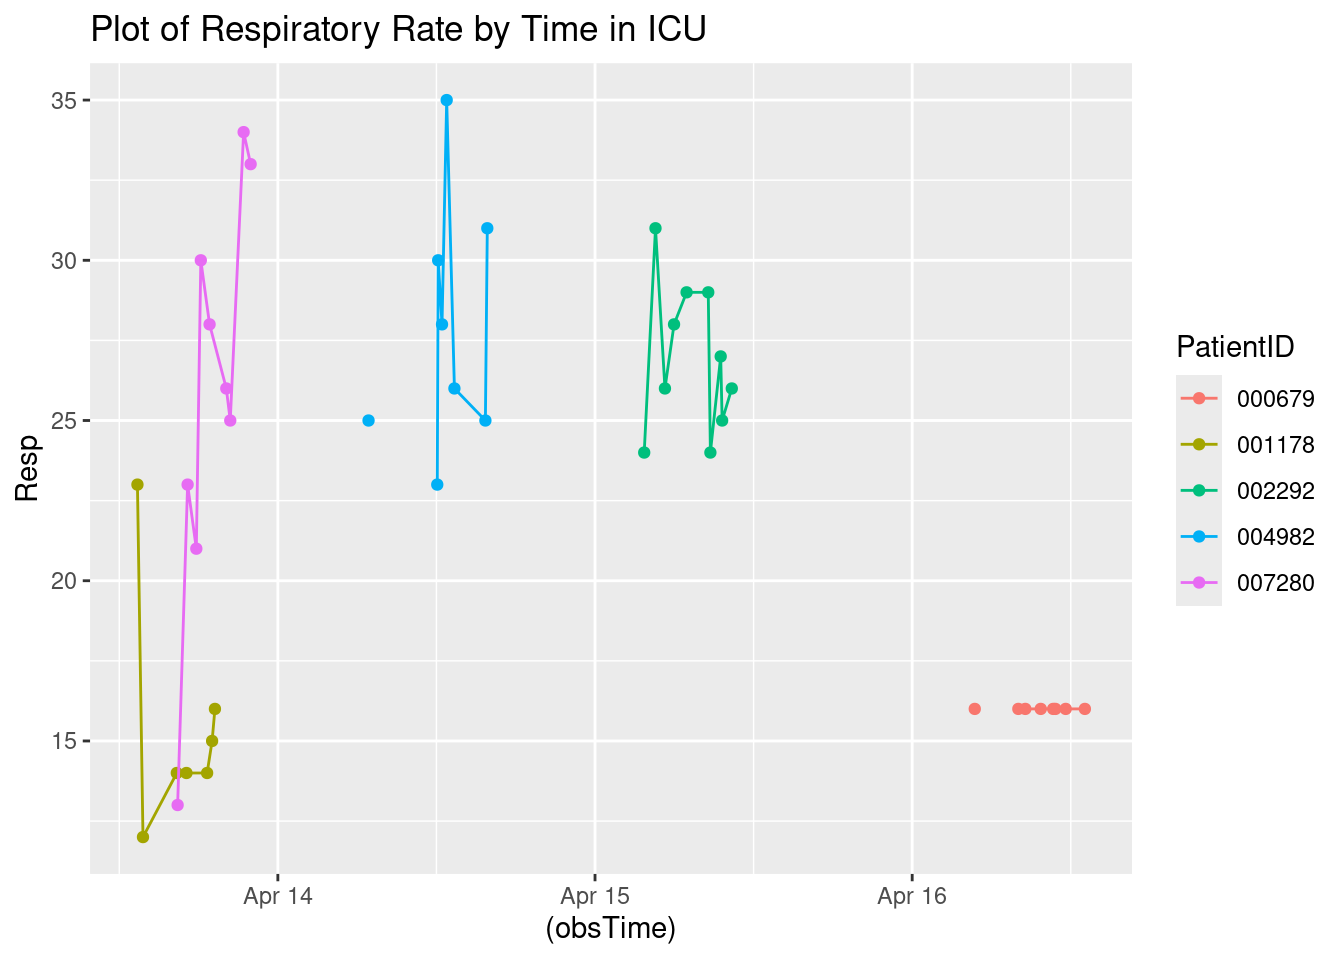 Plot of Respiratory Rate by Time in ICU
35
30
25
20
15
Resp
Apr 14
Apr 15
Apr 16
(obsTime)
PatientID
000679
001178
002292
004982
007280